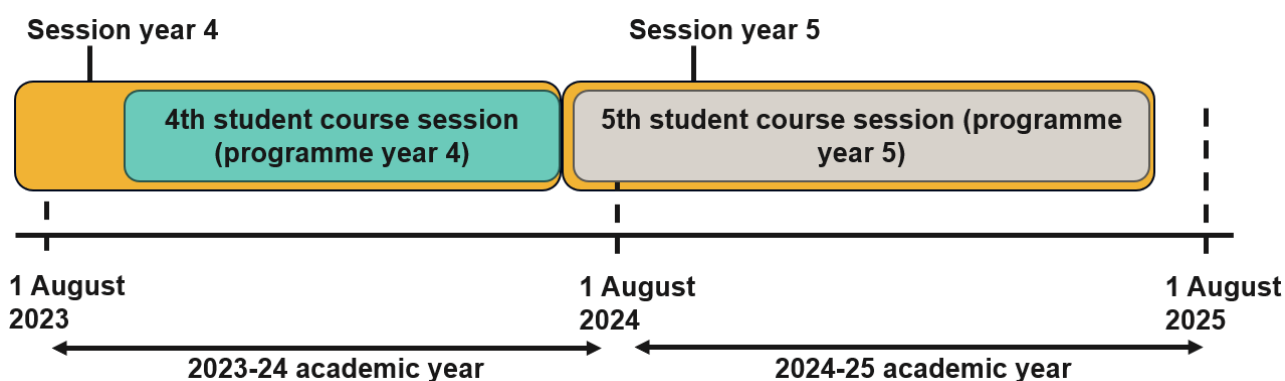 Session year 4
Session year 5
4th student course session
(programme year 4)
5th student course session (programme
year 5)
1 August
2023
1 August
2024
1 August
2025
2023-24 academic year
2024-25 academic year